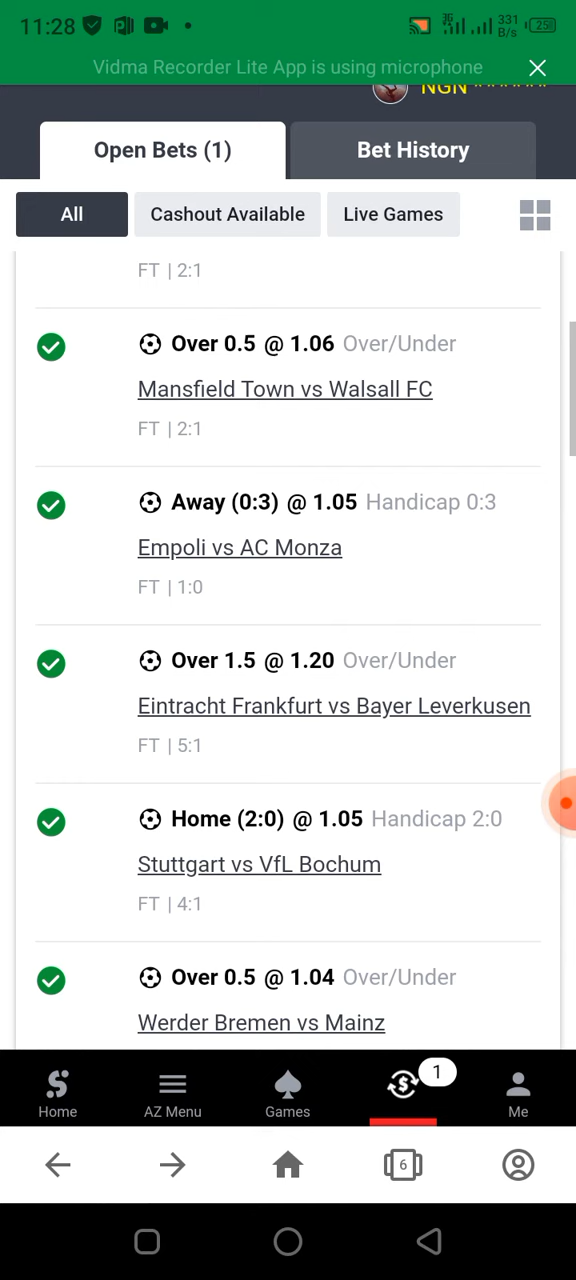 11:28
3G
331
B/s
25
Vidma Recorder Lite App is using microphone
NGN ******
Open Bets (1)
Bet History
All
Cashout Available
Live Games
FT | 2:1
Over 0.5 @ 1.06 Over/Under
Mansfield Town vs Walsall FC
FT | 2:1
Away (0:3) @ 1.05 Handicap 0:3
Empoli vs AC Monza
FT | 1:0
Over 1.5 @ 1.20 Over/Under
Eintracht Frankfurt vs Bayer Leverkusen
FT | 5:1
Home (2:0) @ 1.05 Handicap 2:0
Stuttgart vs VfL Bochum
FT | 4:1
Over 0.5 @ 1.04 Over/Under
Werder Bremen vs Mainz
1
Home
AZ Menu
Games
Me
6